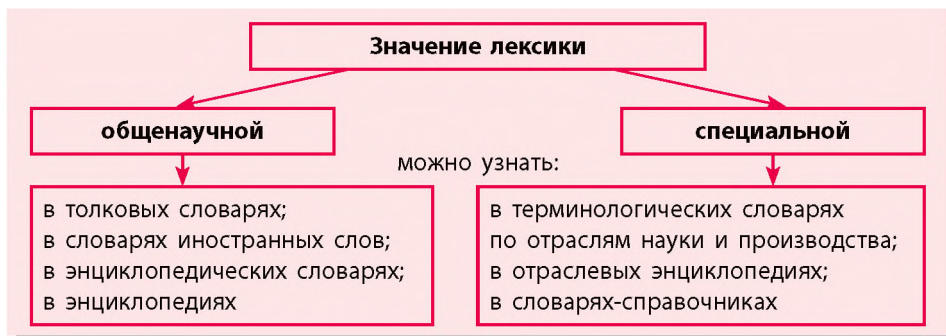 Значение лексики
общенаучной
специальной
можно узнать:
в толковых словарях;
в словарях иностранных слов;
в энциклопедических словарях;
в энциклопедиях
в терминологических словарях
по отраслям науки и производства;
в отраслевых энциклопедиях;
в словарях-справочниках